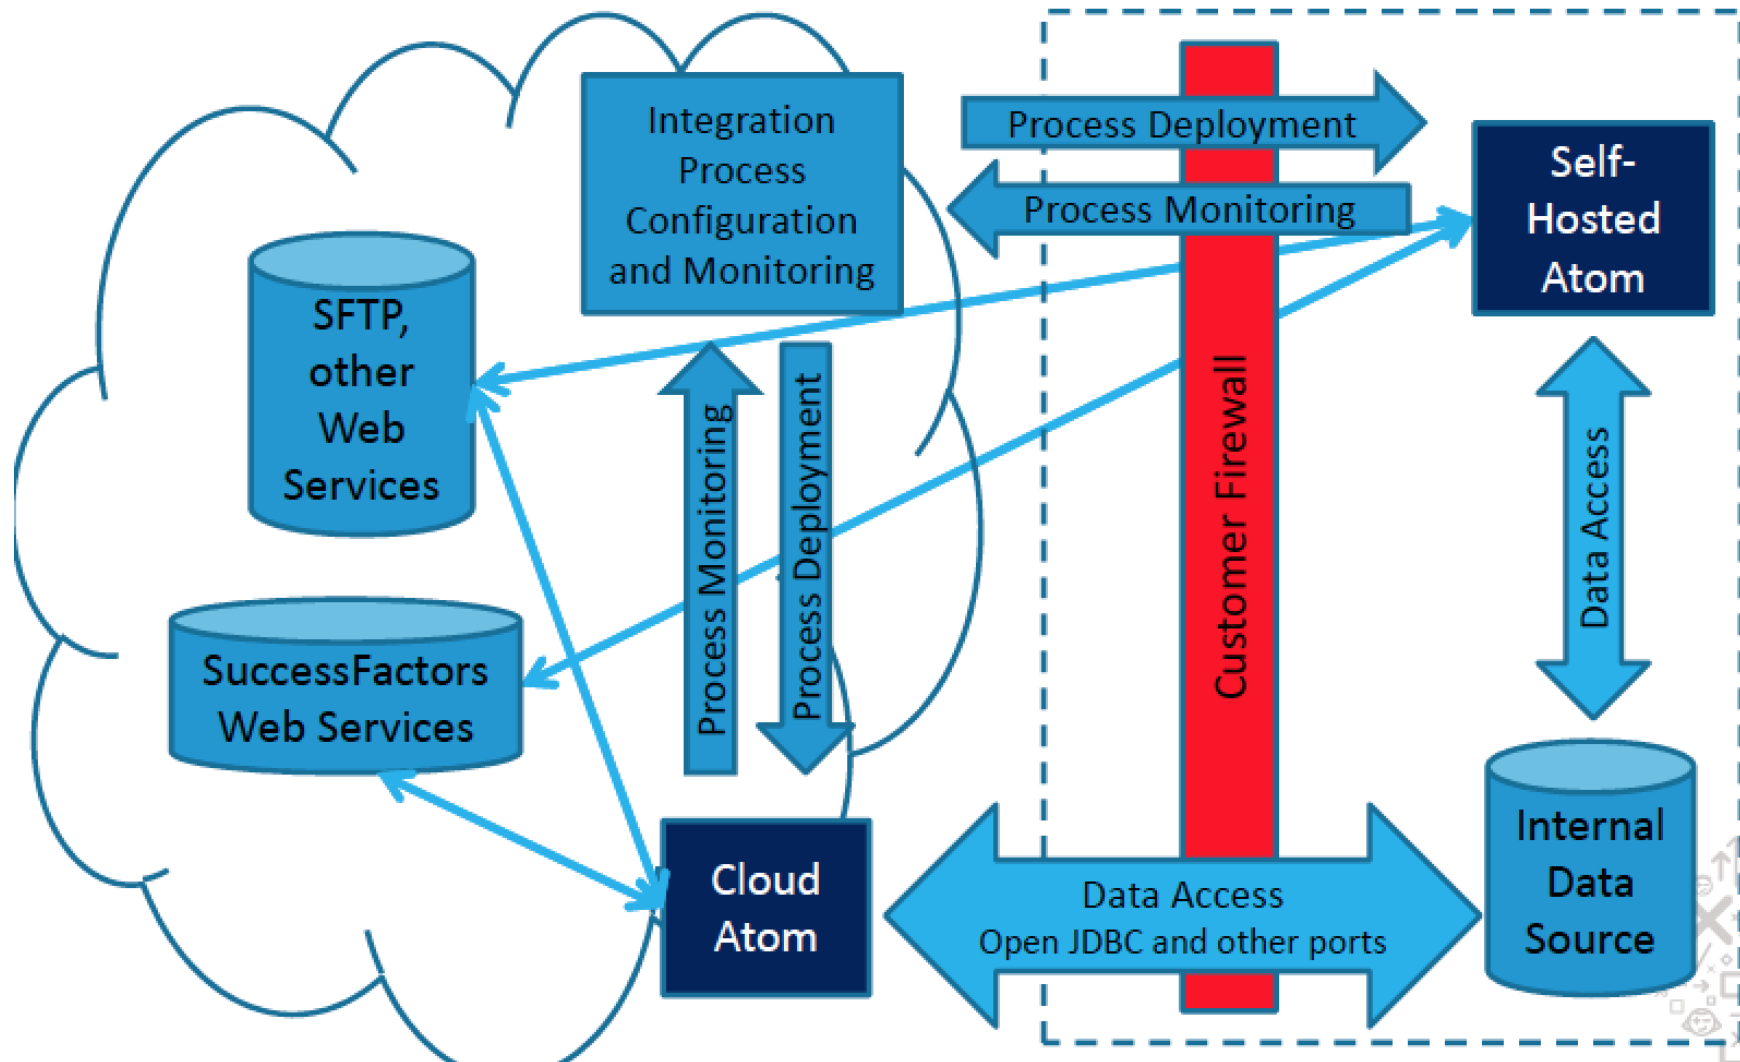 Integration
Process
Configuration
and Monitoring
Process Deployment
Process Monitoring
Self-
Hosted
Atom
SFTP,
other
Web
Services
Process Monitoring
Process Deployment
Customer Firewall
Data Access
SuccessFactors
Web Services
Cloud
Atom
Data Access
Open JDBC and other ports
Internal
Data
Source